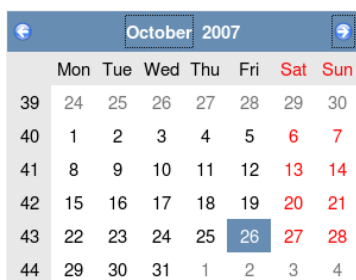 October 2007
Mon Tue Wed Thu Fri Sat Sun
39 24 25 26 27 28 29 30
40 1 2 3 4 5 6 7
41 8 9 10 11 12 13 14
42 15 16 17 18 19 20 21
43 22 23 24 25 26 27 28
44 29 30 31 1 2 3 4